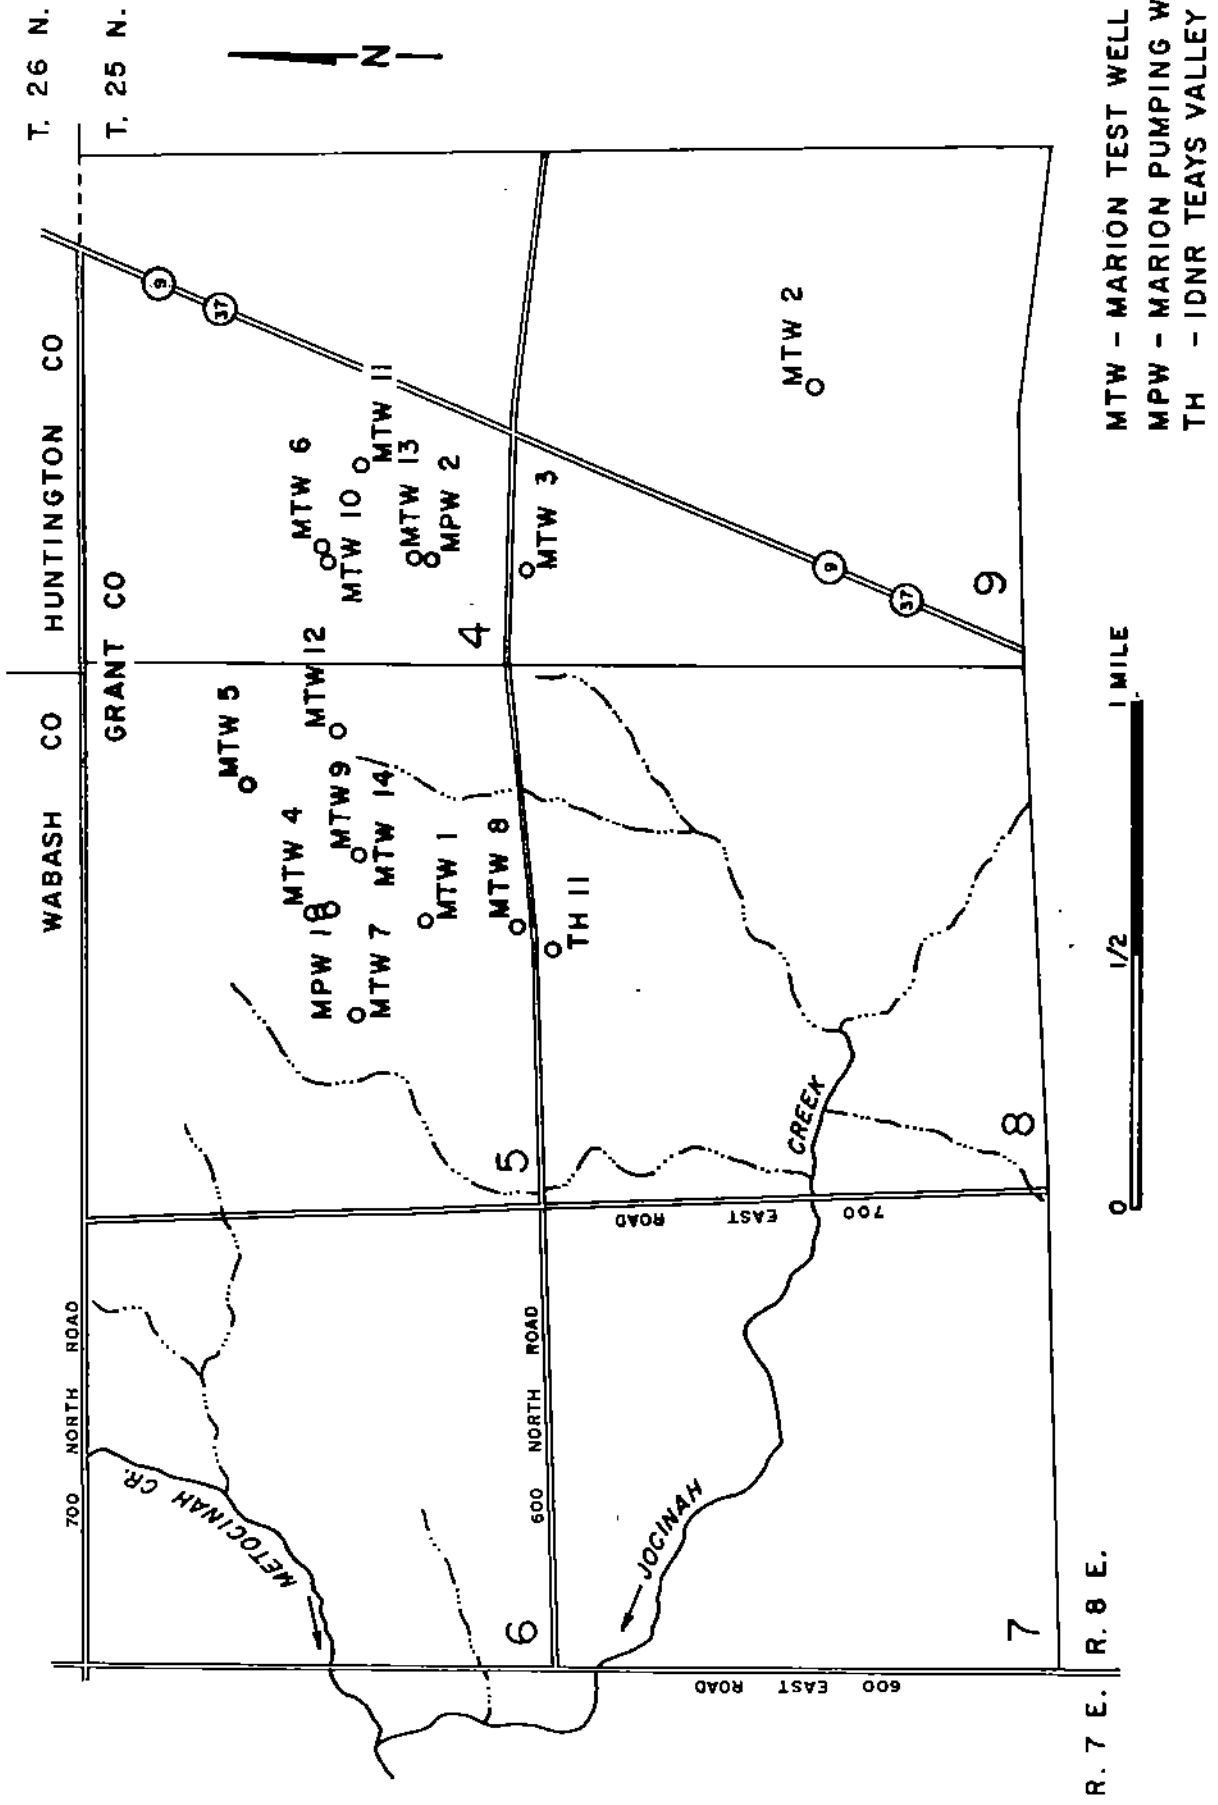 T. 26 N.
T. 25 N.
N
WABASH CO
HUNTINGTON CO
GRANT CO
700 NORTH ROAD
9
37
METOCINAH CR.
MTW 5
MTW 12
MTW 6
MTW 10
MTW 11
MTW 13
MPW 2
MTW 4
MPW 1
MTW 9
MTW 14
MTW 7
MTW 1
MTW 8
TH 11
MTW 3
MTW 2
6
5
4
600 NORTH ROAD
JOCINAH
CREEK
700 EAST ROAD
600 EAST ROAD
9
37
7
8
9
R. 7 E.
R. 8 E.
0
1/2
1 MILE
MTW - MARION TEST WELL
MPW - MARION PUMPING W
TH - IDNR TEAYS VALLEY